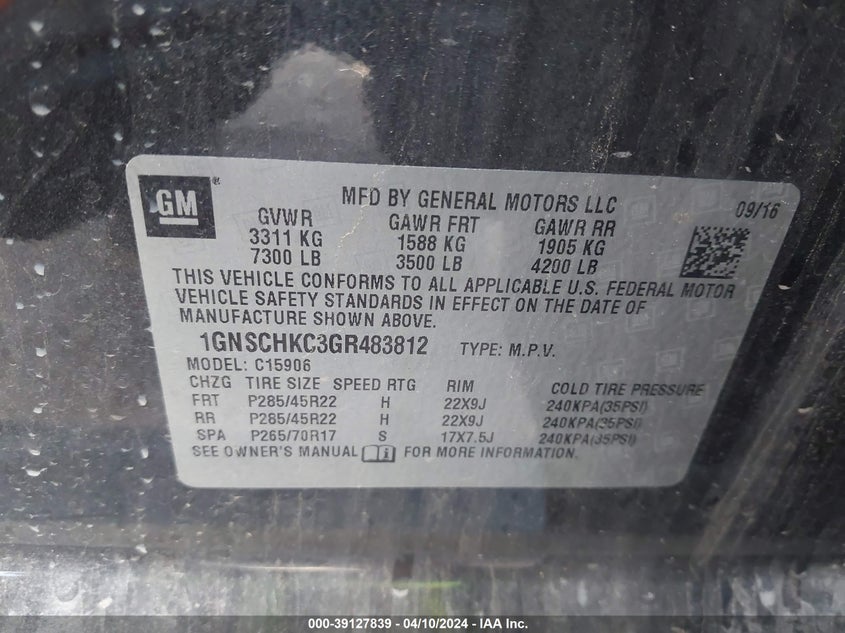 GM
MFD BY GENERAL MOTORS LLC 09/16
GVWR GAWR FRT GAWR RR
3311 KG 1588 KG 1905 KG
7300 LB 3500 LB 4200 LB
THIS VEHICLE CONFORMS TO ALL APPLICABLE U.S. FEDERAL MOTOR
VEHICLE SAFETY STANDARDS IN EFFECT ON THE DATE OF
MANUFACTURE SHOWN ABOVE.
1GNSCHKC3GR483812 TYPE: M.P.V.
MODEL: C15906
CHZG TIRE SIZE SPEED RTG RIM COLD TIRE PRESSURE
FRT P285/45R22 H 22X9J 240KPA(35PSI)
RR P285/45R22 H 22X9J 240KPA(35PSI)
SPA P265/70R17 S 17X7.5J 240KPA(35PSI)
SEE OWNER'S MANUAL FOR MORE INFORMATION.
000-39127839 | 04/10/2024 - IAA Inc.